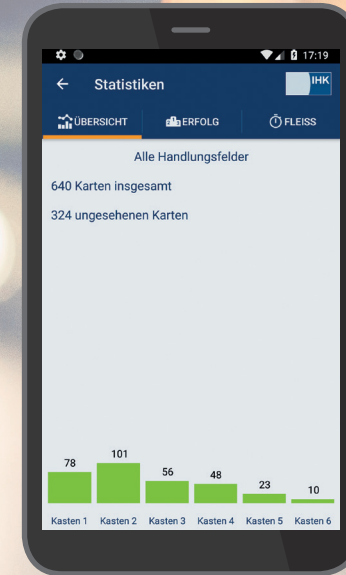 17:19
Statistiken
IHK
ÜBERSICHT
ERFOLG
FLEISS
Alle Handlungsfelder
640 Karten insgesamt
324 ungesehenen Karten
78
101
56
48
23
10
Kasten 1
Kasten 2
Kasten 3
Kasten 4
Kasten 5
Kasten 6